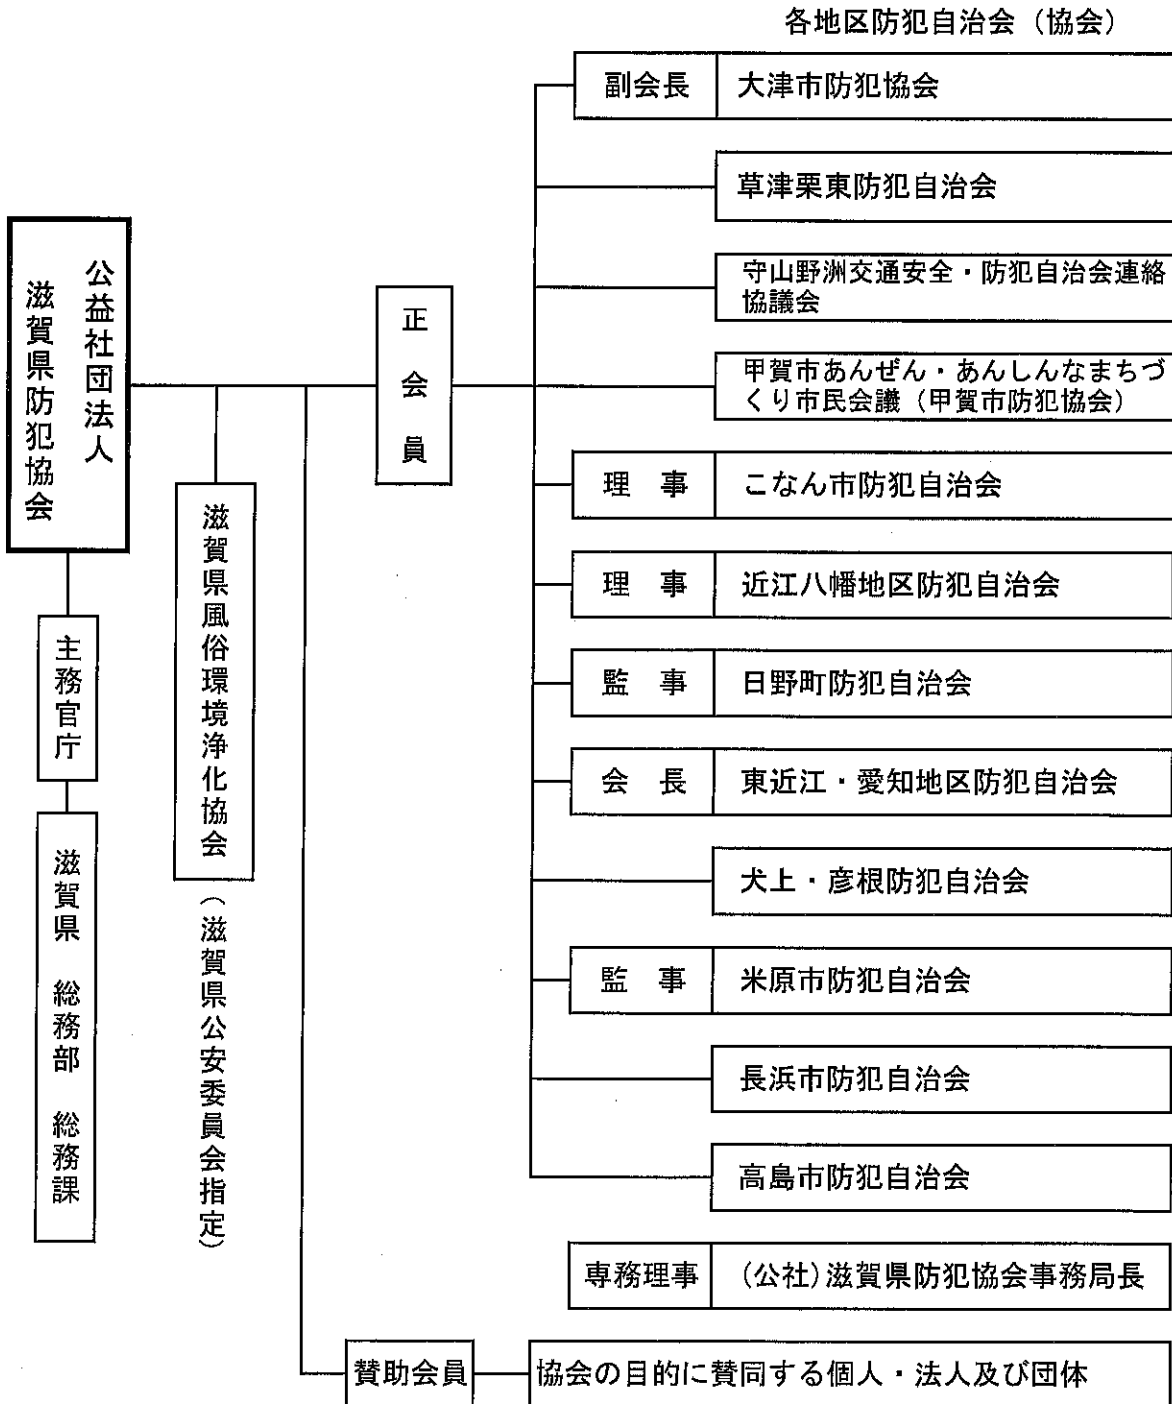 各地区防犯自治会（協会）
公益社団法人
滋賀県防犯協会
主務官庁
滋賀県 総務部 総務課
滋賀県風俗環境浄化協会
（滋賀県公安委員会指定）
正会員
副会長 大津市防犯協会
草津栗東防犯自治会
守山野洲交通安全・防犯自治会連絡
協議会
甲賀市あんぜん・あんしんなまちづ
くり市民会議（甲賀市防犯協会）
理 事 こなん市防犯自治会
理 事 近江八幡地区防犯自治会
監 事 日野町防犯自治会
会 長 東近江・愛知地区防犯自治会
犬上・彦根防犯自治会
監 事 米原市防犯自治会
長浜市防犯自治会
高島市防犯自治会
専務理事 (公社)滋賀県防犯協会事務局長
賛助会員 協会の目的に賛同する個人・法人及び団体